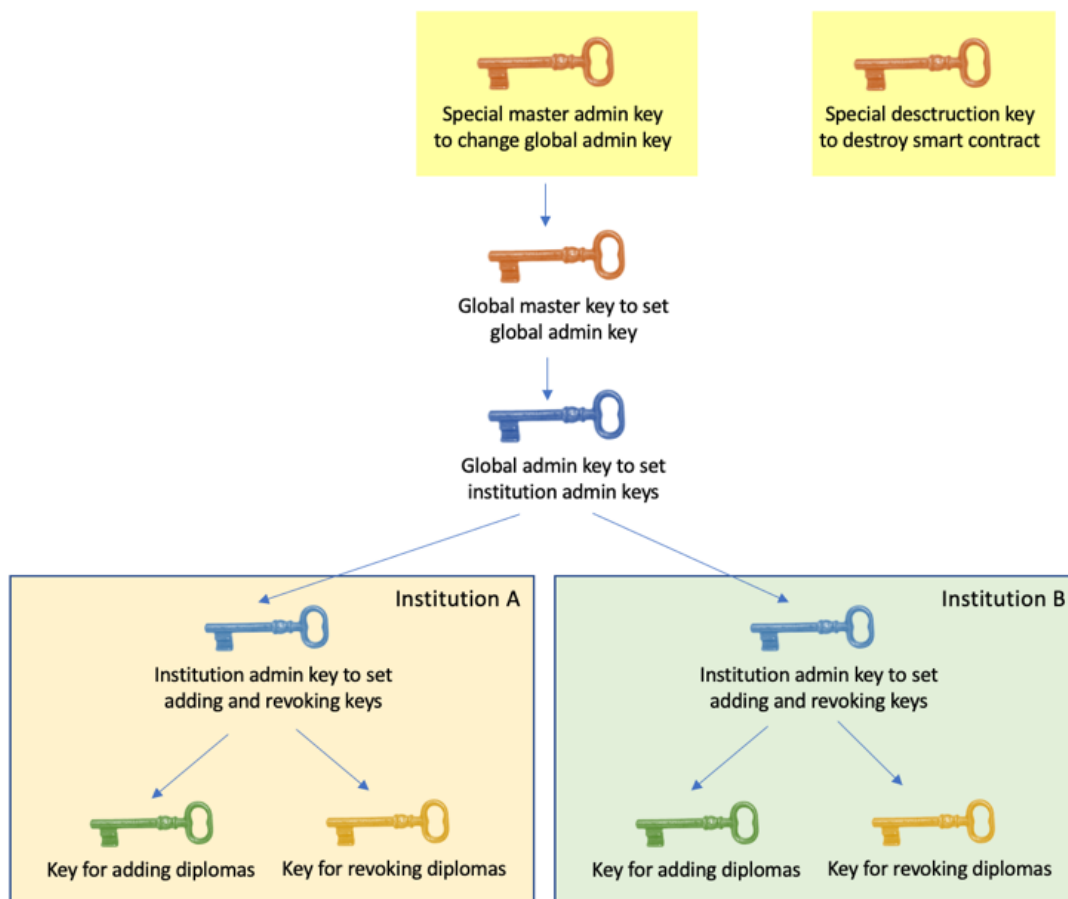 Special master admin key
to change global admin key
Special desctruction key
to destroy smart contract
Global master key to set
global admin key
Global admin key to set
institution admin keys
Institution A
Institution admin key to set
adding and revoking keys
Key for adding diplomas
Key for revoking diplomas
Institution B
Institution admin key to set
adding and revoking keys
Key for adding diplomas
Key for revoking diplomas